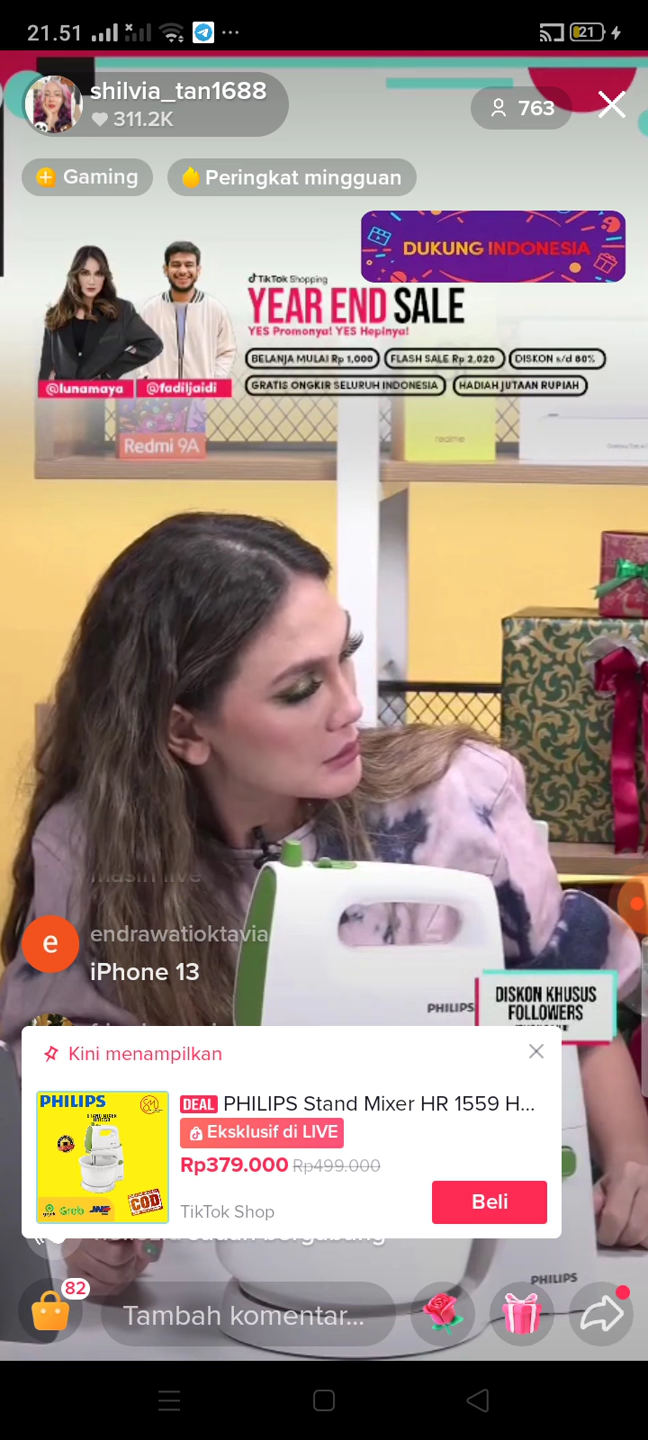 21.51
21
shilvia_tan1688
311.2K
763
Gaming
Peringkat mingguan
DUKUNG INDONESIA
TikTok Shopping
YEAR END SALE
YES Promonya! YES Hepinya!
BELANJA MULAI Rp 1,000
FLASH SALE Rp 2,020
DISKON s/d 80%
GRATIS ONGKIR SELURUH INDONESIA
HADIAH JUTAAN RUPIAH
@lunamaya
@fadiljaidi
Redmi 9A
realme
masih live
endrawatioktavia
iPhone 13
PHILIPS
DISKON KHUSUS
FOLLOWERS
Kini menampilkan
PHILIPS
COD
Grab
JNE
DEAL PHILIPS Stand Mixer HR 1559 H...
Eksklusif di LIVE
Rp379.000 Rp499.000
TikTok Shop
Beli
PHILIPS
82
Tambah komentar...